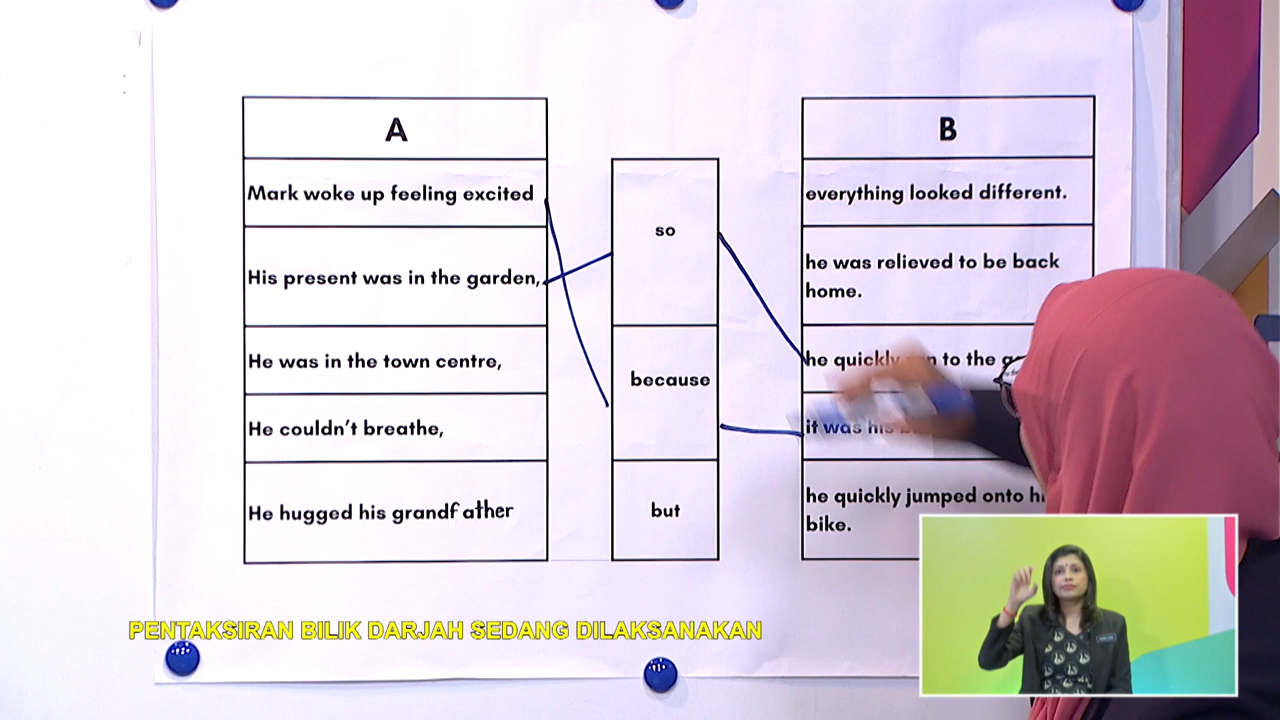 A
B
Mark woke up feeling excited
everything looked different.
so
His present was in the garden,
he was relieved to be back
home.
He was in the town centre,
he quickly to the
because
He couldn't breathe,
it was his
He hugged his grandfather
but
he quickly jumped onto
bike.
PENTAKSIRAN BILIK DARJAH SEDANG DILAKSANAKAN